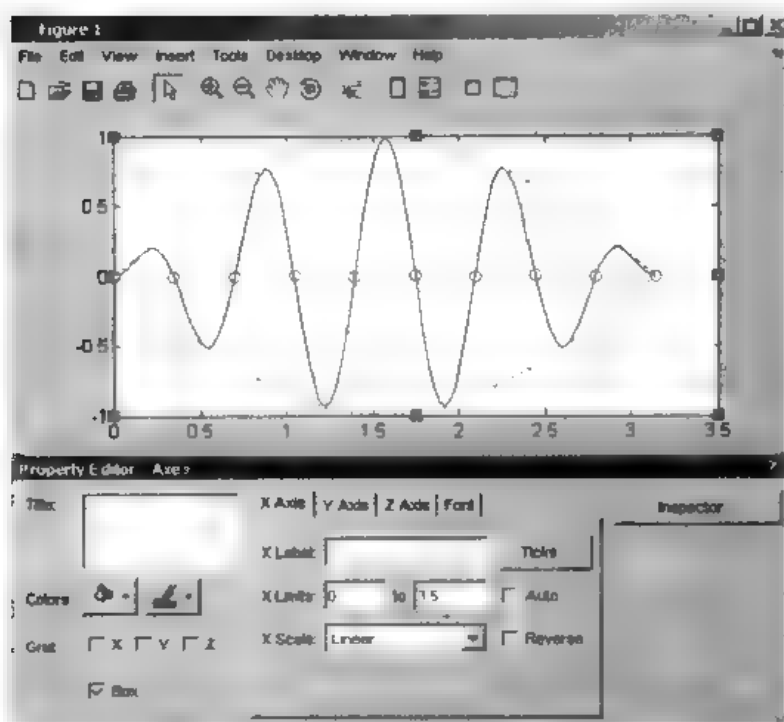 Figure 1
File Edit View Insert Tools Desktop Window Help
1
0.5
0
-0.5
-1
0 0.5 1 1.5 2 2.5 3 3.5
Property Editor Axes
Title:
X Axis Y Axis Z Axis Font
Inspector
X Label:
Ticks
Colors:
X Limits: 0 to 3.5 Auto
Grid: X Y Z
X Scale: Linear Reverse
Box